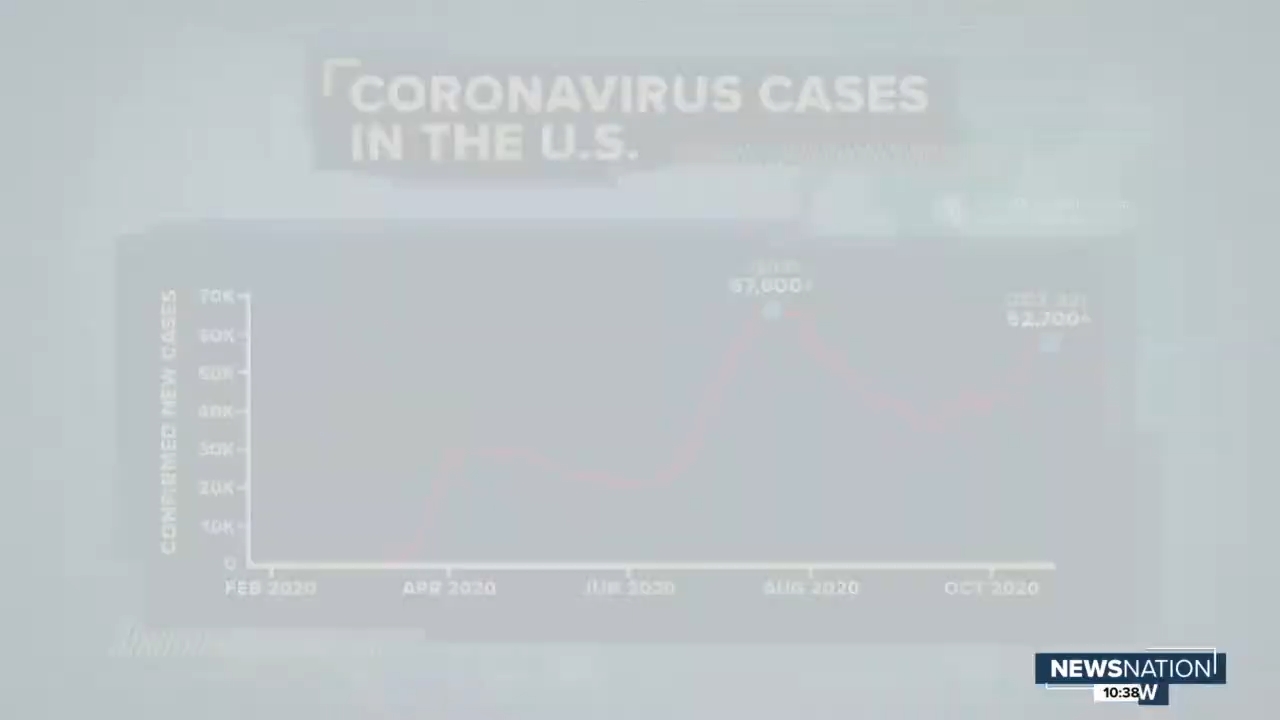 CORONAVIRUS CASES
IN THE U.S.
67,600+
62,700+
CONFIRMED NEW CASES
70K
60K
50K
40K
30K
20K
10K
0
FEB 2020
APR 2020
JUN 2020
AUG 2020
OCT 2020
NEWSNATION
10:38